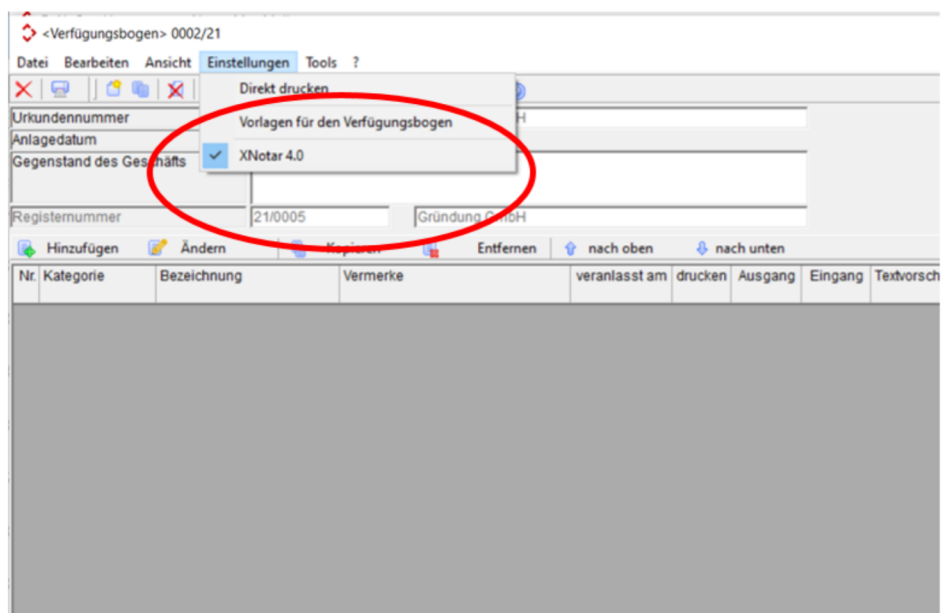 <Verfügungsbogen> 0002/21
Datei Bearbeiten Ansicht Einstellungen Tools ?
Direkt drucken
Urkundennummer H
Vorlagen für den Verfügungsbogen
Anlagedatum
Gegenstand des Geschäfts XNotar 4.0
Registernummer 21/0005 Gründung GmbH
Hinzufügen Ändern Kopieren Entfernen nach oben nach unten
Nr. Kategorie Bezeichnung Vermerke veranlasst am drucken Ausgang Eingang Textvorsch